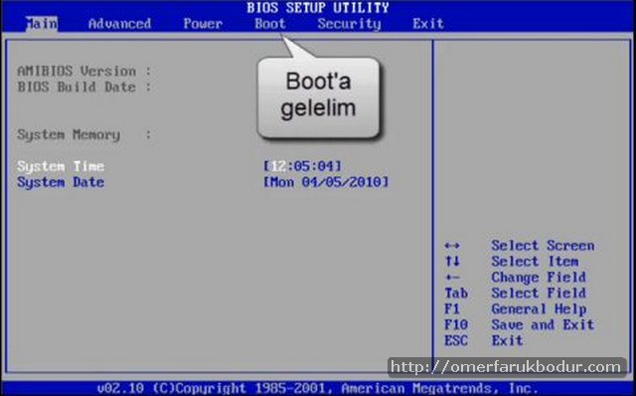 BIOS SETUP UTILITY
Main Advanced Power Boot Security Exit
Boot'a
gelelim
AMIBIOS Version :
BIOS Build Date :
System Memory :
System Time [12:05:04]
System Date [Mon 04/05/2010]
↔ Select Screen
↑↓ Select Item
+- Change Field
Tab Select Field
F1 General Help
F10 Save and Exit
ESC Exit
http://omerfarukbodur.com
v02.10 (C)Copyright 1985-2001, American Megatrends, Inc.